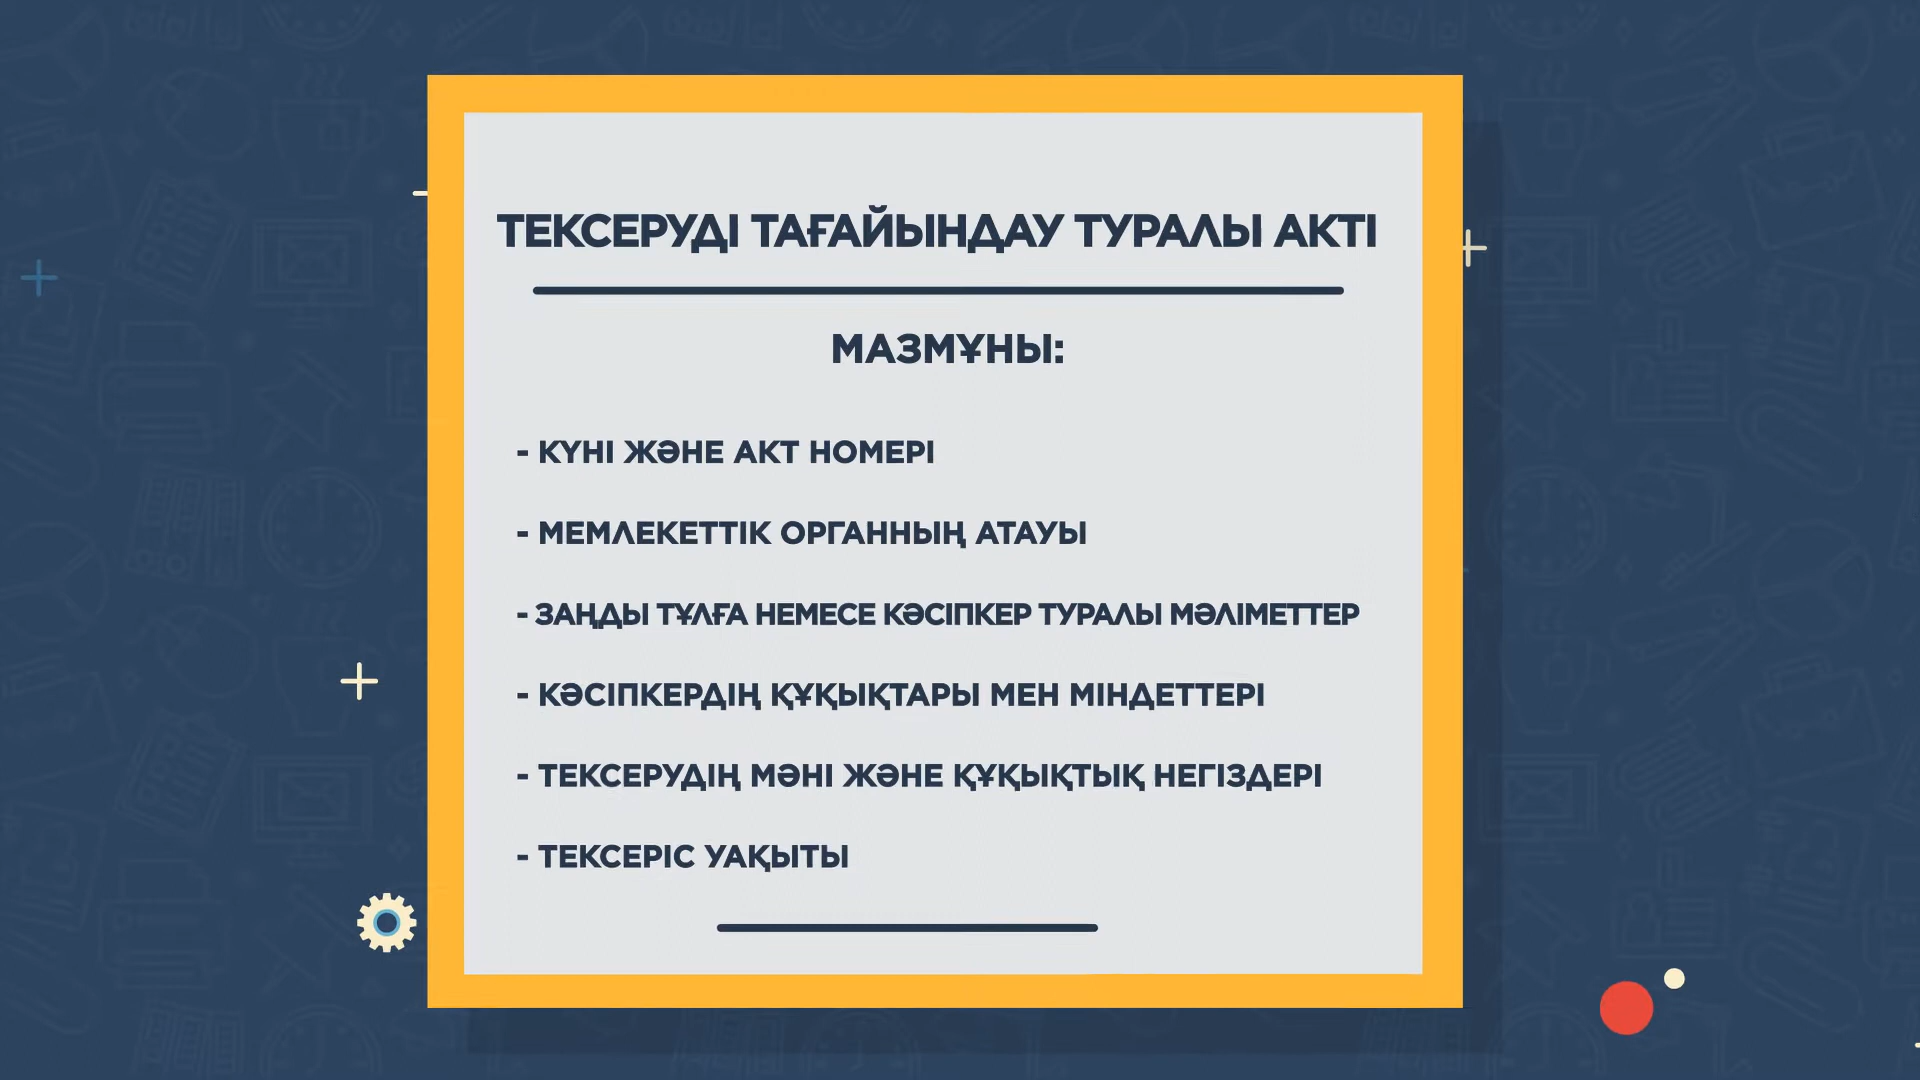 ТЕКСЕРУДІ ТАҒАЙЫНДАУ ТУРАЛЫ АКТІ
МАЗМҰНЫ:
- КҮНІ ЖӘНЕ АКТ НОМЕРІ
- МЕМЛЕКЕТТІК ОРГАННЫҢ АТАУЫ
- ЗАҢДЫ ТҰЛҒА НЕМЕСЕ КӘСІПКЕР ТУРАЛЫ МӘЛІМЕТТЕР
- КӘСІПКЕРДІҢ ҚҰҚЫҚТАРЫ МЕН МІНДЕТТЕРІ
- ТЕКСЕРУДІҢ МӘНІ ЖӘНЕ ҚҰҚЫҚТЫҚ НЕГІЗДЕРІ
- ТЕКСЕРІС УАҚЫТЫ